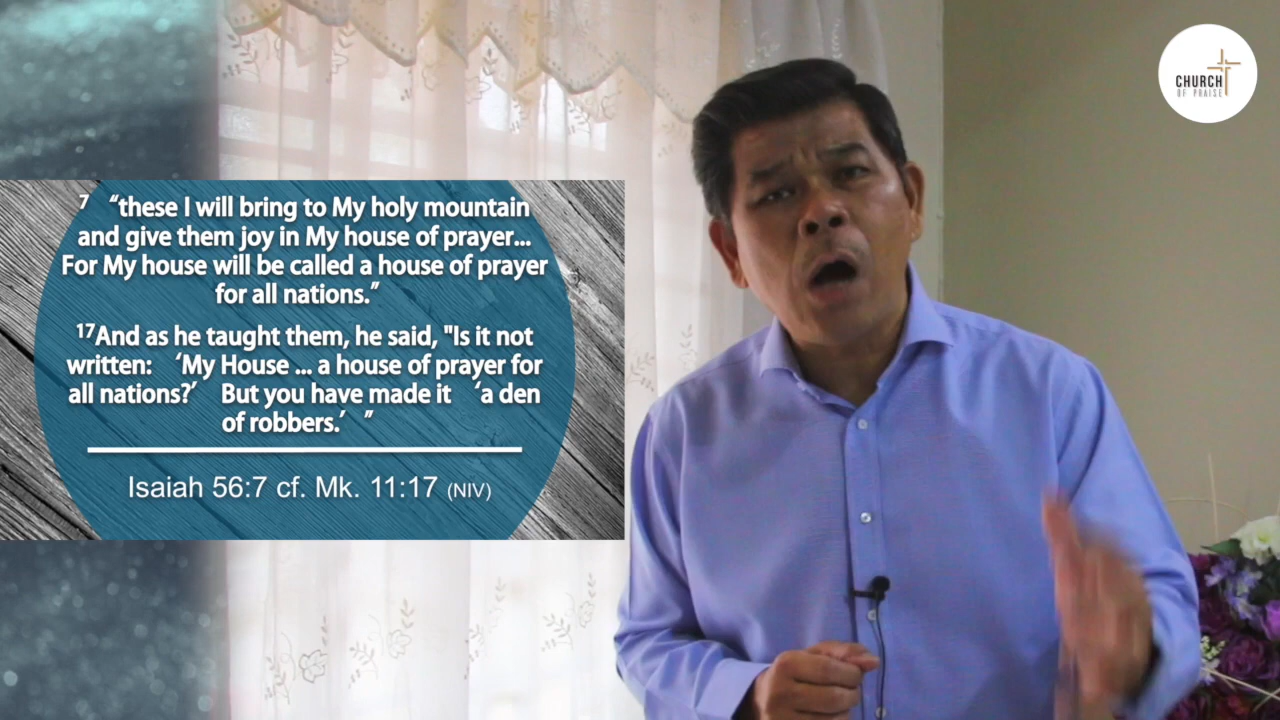 7 “these I will bring to My holy mountain
and give them joy in My house of prayer...
For My house will be called a house of prayer
for all nations.”
17And as he taught them, he said, "Is it not
written: ‘My House ... a house of prayer for
all nations?’ But you have made it ‘a den
of robbers.’ ”
Isaiah 56:7 cf. Mk. 11:17 (NIV)
CHURCH
OF PRAISE